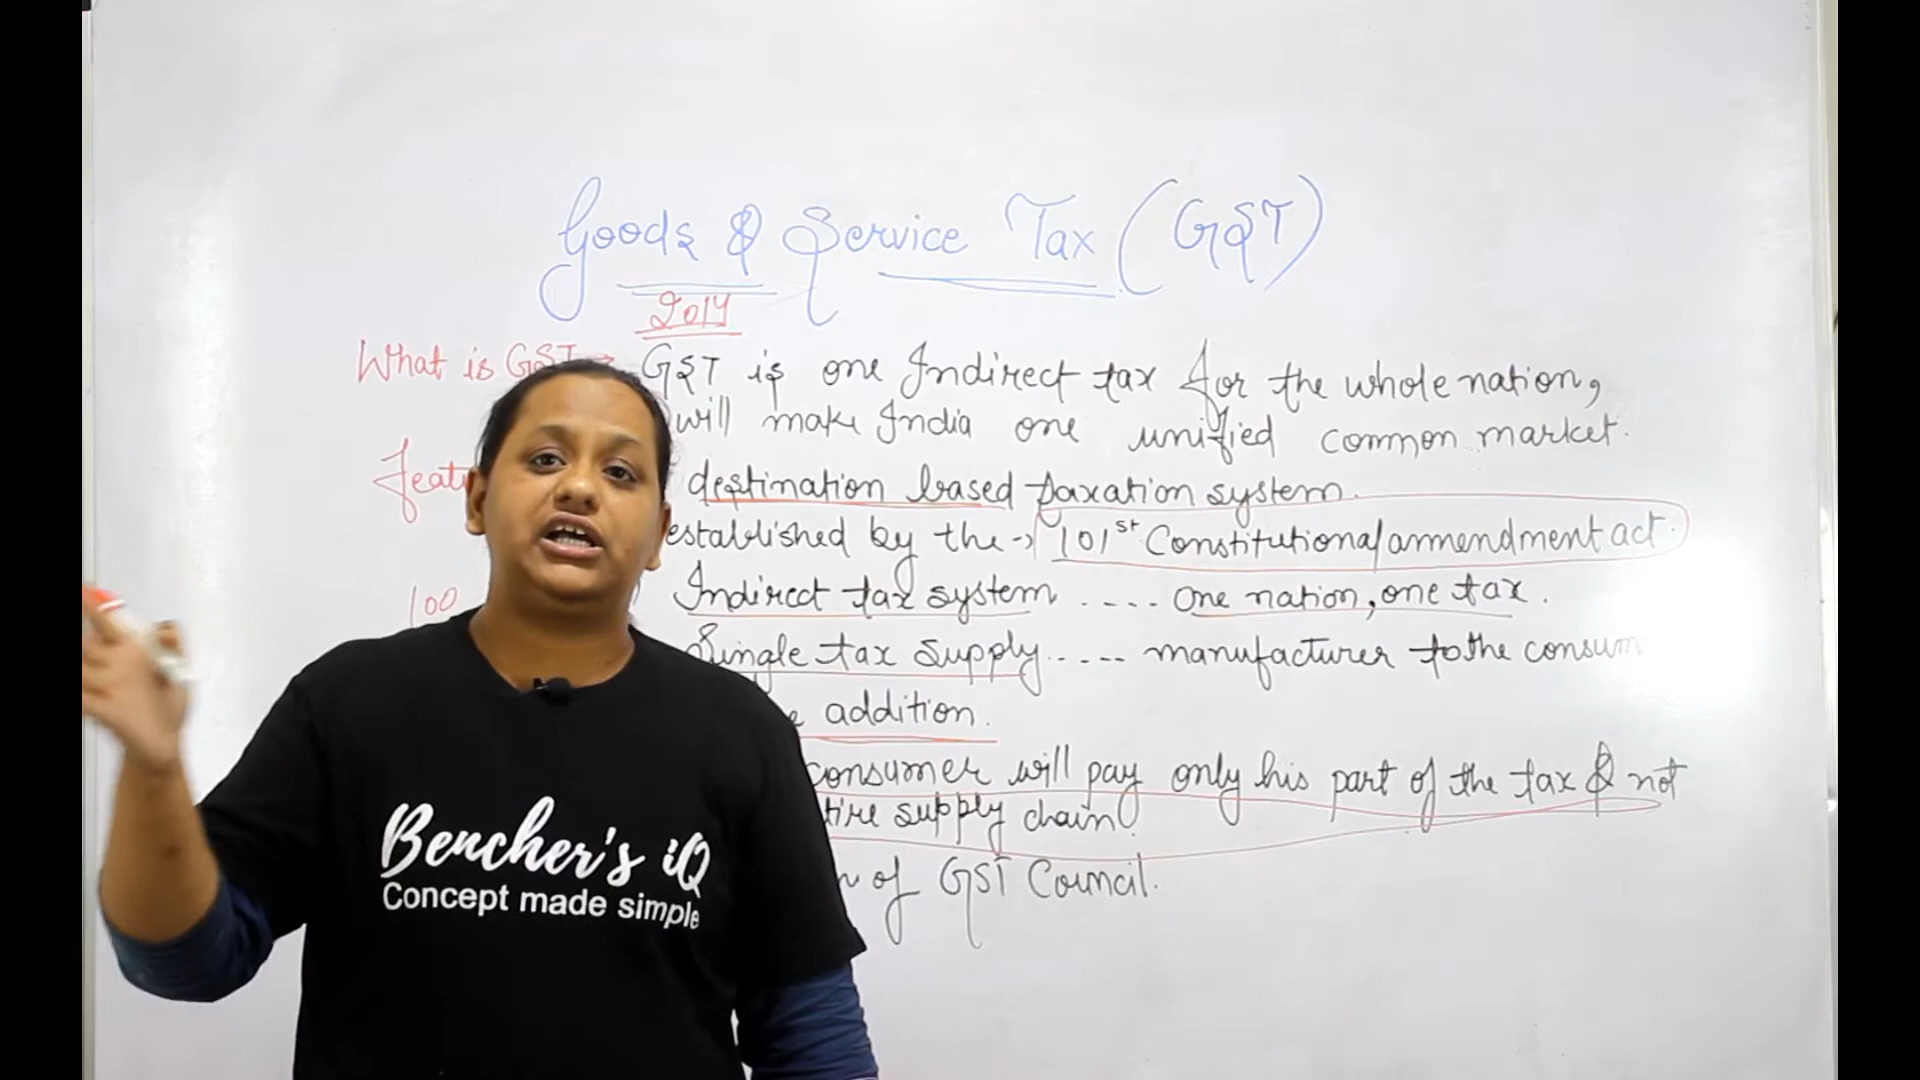 Goods & Service Tax (GST)
2014
What is GST → GST is one Indirect tax for the whole nation,
will make India one unified common market.
destination based taxation system.
established by the → 101st Constitutional ammendment act.
100 Indirect tax system .... one nation, one tax.
Single tax supply..... manufacturer to the consum
addition.
consumer will pay only his part of the tax & not
supply chain.
of GST Council.
Bencher's iQ
Concept made simple